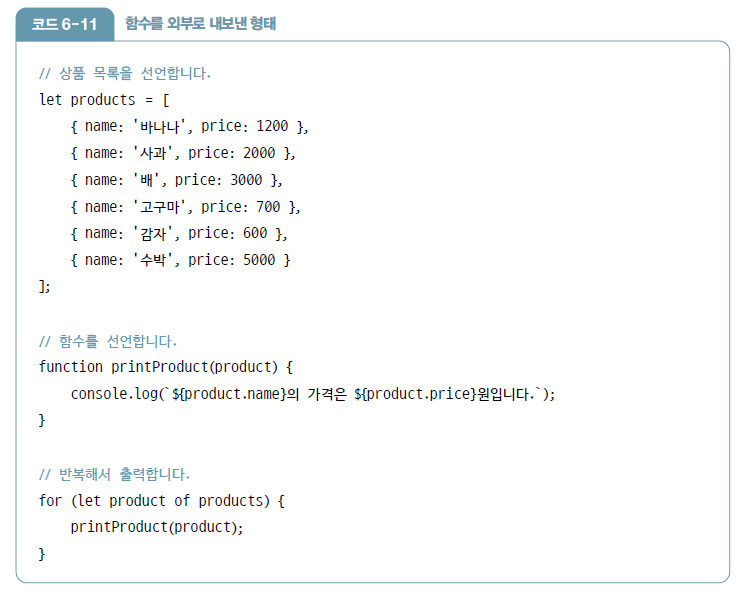 코드 6-11 함수를 외부로 내보낸 형태
// 상품 목록을 선언합니다.
let products = [
    { name: '바나나', price: 1200 },
    { name: '사과', price: 2000 },
    { name: '배', price: 3000 },
    { name: '고구마', price: 700 },
    { name: '감자', price: 600 },
    { name: '수박', price: 5000 }
];
// 함수를 선언합니다.
function printProduct(product) {
    console.log(`${product.name}의 가격은 ${product.price}원입니다.`);
}
// 반복해서 출력합니다.
for (let product of products) {
    printProduct(product);
}